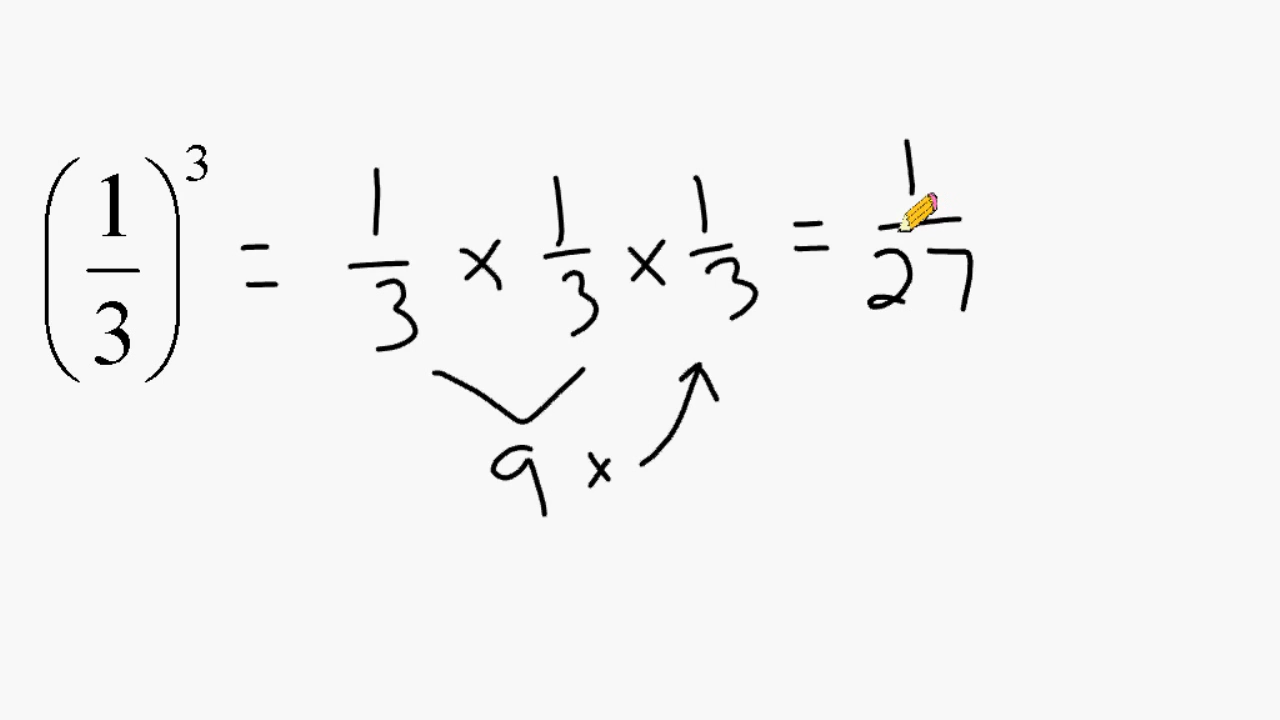 (1/3)³ = 1/3 × 1/3 × 1/3 = 1/27
9 ×